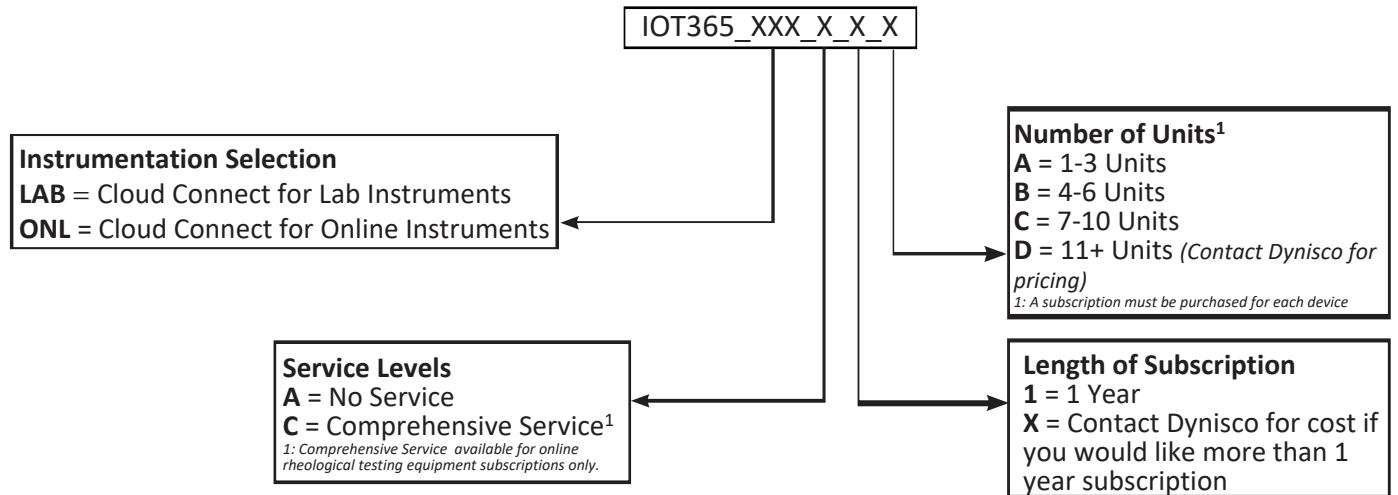 IOT365_XXX_X_X_X
Instrumentation Selection
LAB = Cloud Connect for Lab Instruments
ONL = Cloud Connect for Online Instruments
Number of Units¹
A = 1-3 Units
B = 4-6 Units
C = 7-10 Units
D = 11+ Units (Contact Dynisco for
pricing)
1: A subscription must be purchased for each device
Service Levels
A = No Service
C = Comprehensive Service¹
1: Comprehensive Service available for online
rheological testing equipment subscriptions only.
Length of Subscription
1 = 1 Year
X = Contact Dynisco for cost if
you would like more than 1
year subscription